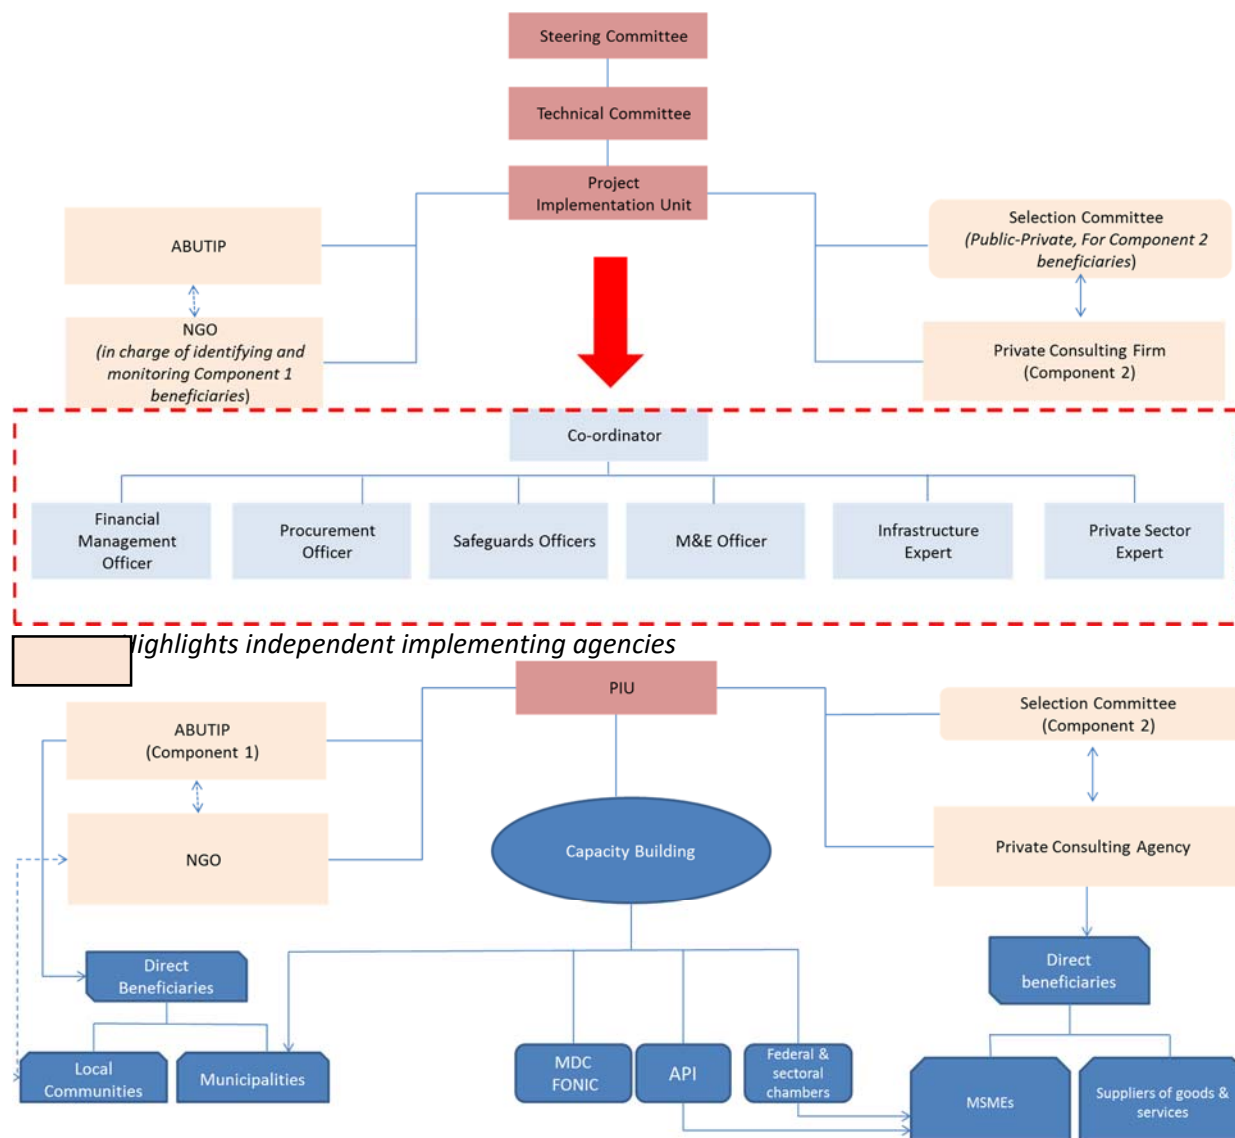 Steering Committee
Technical Committee
Project
Implementation Unit
ABUTIP
Selection Committee
(Public-Private, For Component 2
beneficiaries)
NGO
(in charge of identifying and
monitoring Component 1
beneficiaries)
Private Consulting Firm
(Component 2)
Co-ordinator
Financial
Management
Officer
Procurement
Officer
Safeguards Officers
M&E Officer
Infrastructure
Expert
Private Sector
Expert
Highlights independent implementing agencies
PIU
ABUTIP
(Component 1)
Selection Committee
(Component 2)
NGO
Capacity Building
Private Consulting Agency
Direct
Beneficiaries
Direct
beneficiaries
Local
Communities
Municipalities
MDC
FONIC
API
Federal &
sectoral
chambers
MSMEs
Suppliers of goods &
services